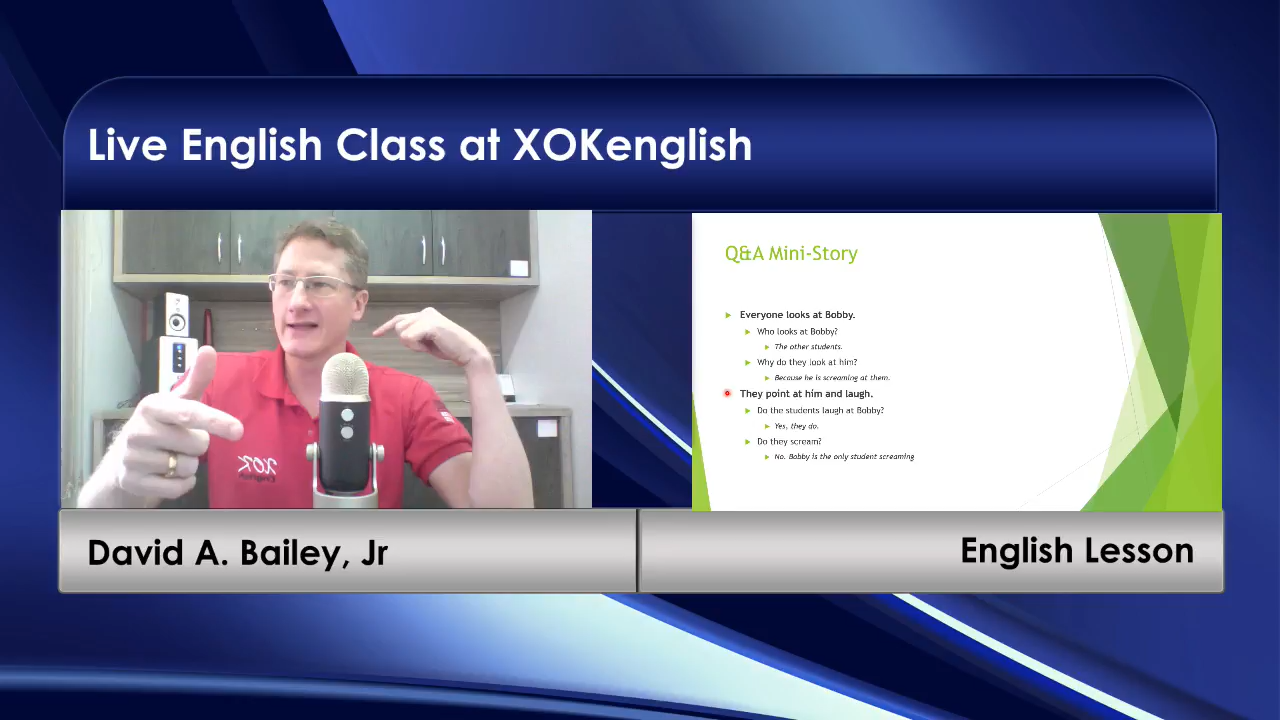 Live English Class at XOKenglish
Q&A Mini-Story
Everyone looks at Bobby.
Who looks at Bobby?
The other students.
Why do they look at him?
Because he is screaming at them.
They point at him and laugh.
Do the students laugh at Bobby?
Yes, they do.
Do they scream?
No. Bobby is the only student screaming
XOK
English
David A. Bailey, Jr
English Lesson